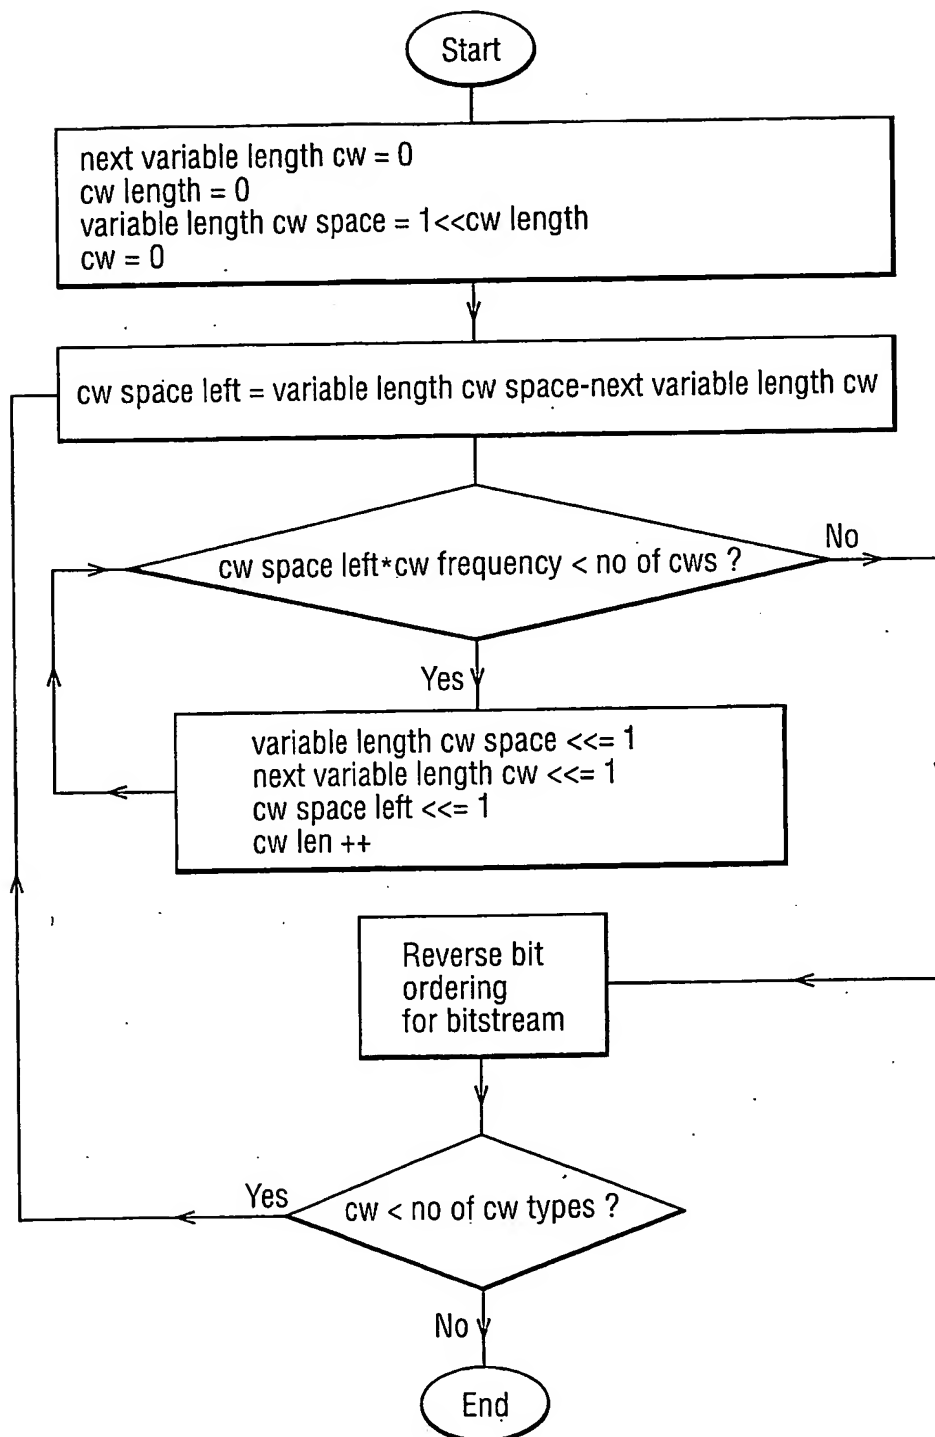 Start
next variable length cw = 0
cw length = 0
variable length cw space = 1<<cw length
cw = 0
cw space left = variable length cw space-next variable length cw
cw space left*cw frequency < no of cws ?
No
Yes
variable length cw space <<= 1
next variable length cw <<= 1
cw space left <<= 1
cw len ++
Reverse bit
ordering
for bitstream
Yes
cw < no of cw types ?
No
End